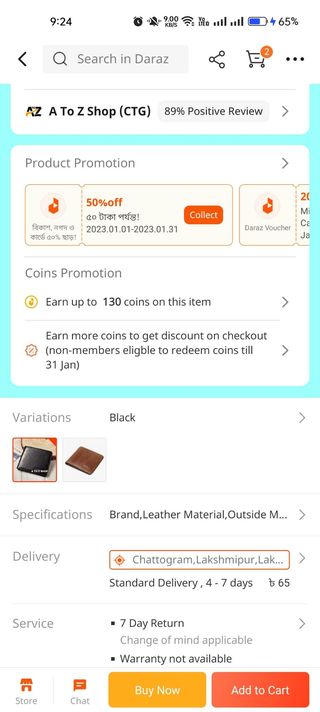 9:24
9.00
KB/S
65%
Search in Daraz
2
AZ A To Z Shop (CTG)
89% Positive Review
Product Promotion
50%off
৫০ টাকা পর্যন্ত!
2023.01.01-2023.01.31
বিকাশ, নগদ ও
কার্ডে ৫০% ছাড়!
Collect
Daraz Voucher
20
Mi
Ca
Ja
Coins Promotion
Earn up to 130 coins on this item
Earn more coins to get discount on checkout
(non-members eligble to redeem coins till
31 Jan)
Variations
Black
Specifications
Brand,Leather Material,Outside M...
Delivery
Chattogram,Lakshmipur,Lak...
Standard Delivery , 4 - 7 days
৳ 65
Service
▪ 7 Day Return
Change of mind applicable
▪ Warranty not available
Store
Chat
Buy Now
Add to Cart